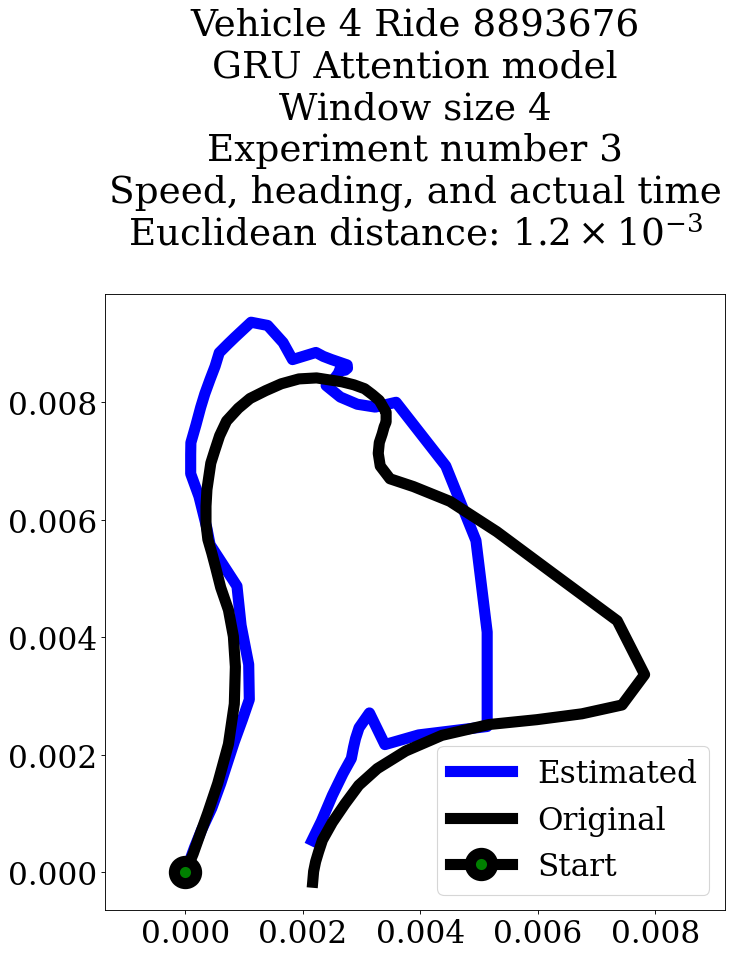 Vehicle 4 Ride 8893676
GRU Attention model
Window size 4
Experiment number 3
Speed, heading, and actual time
Euclidean distance: 1.2 × 10⁻³
0.008
0.006
0.004
0.002
0.000
Estimated
Original
Start
0.000 0.002 0.004 0.006 0.008